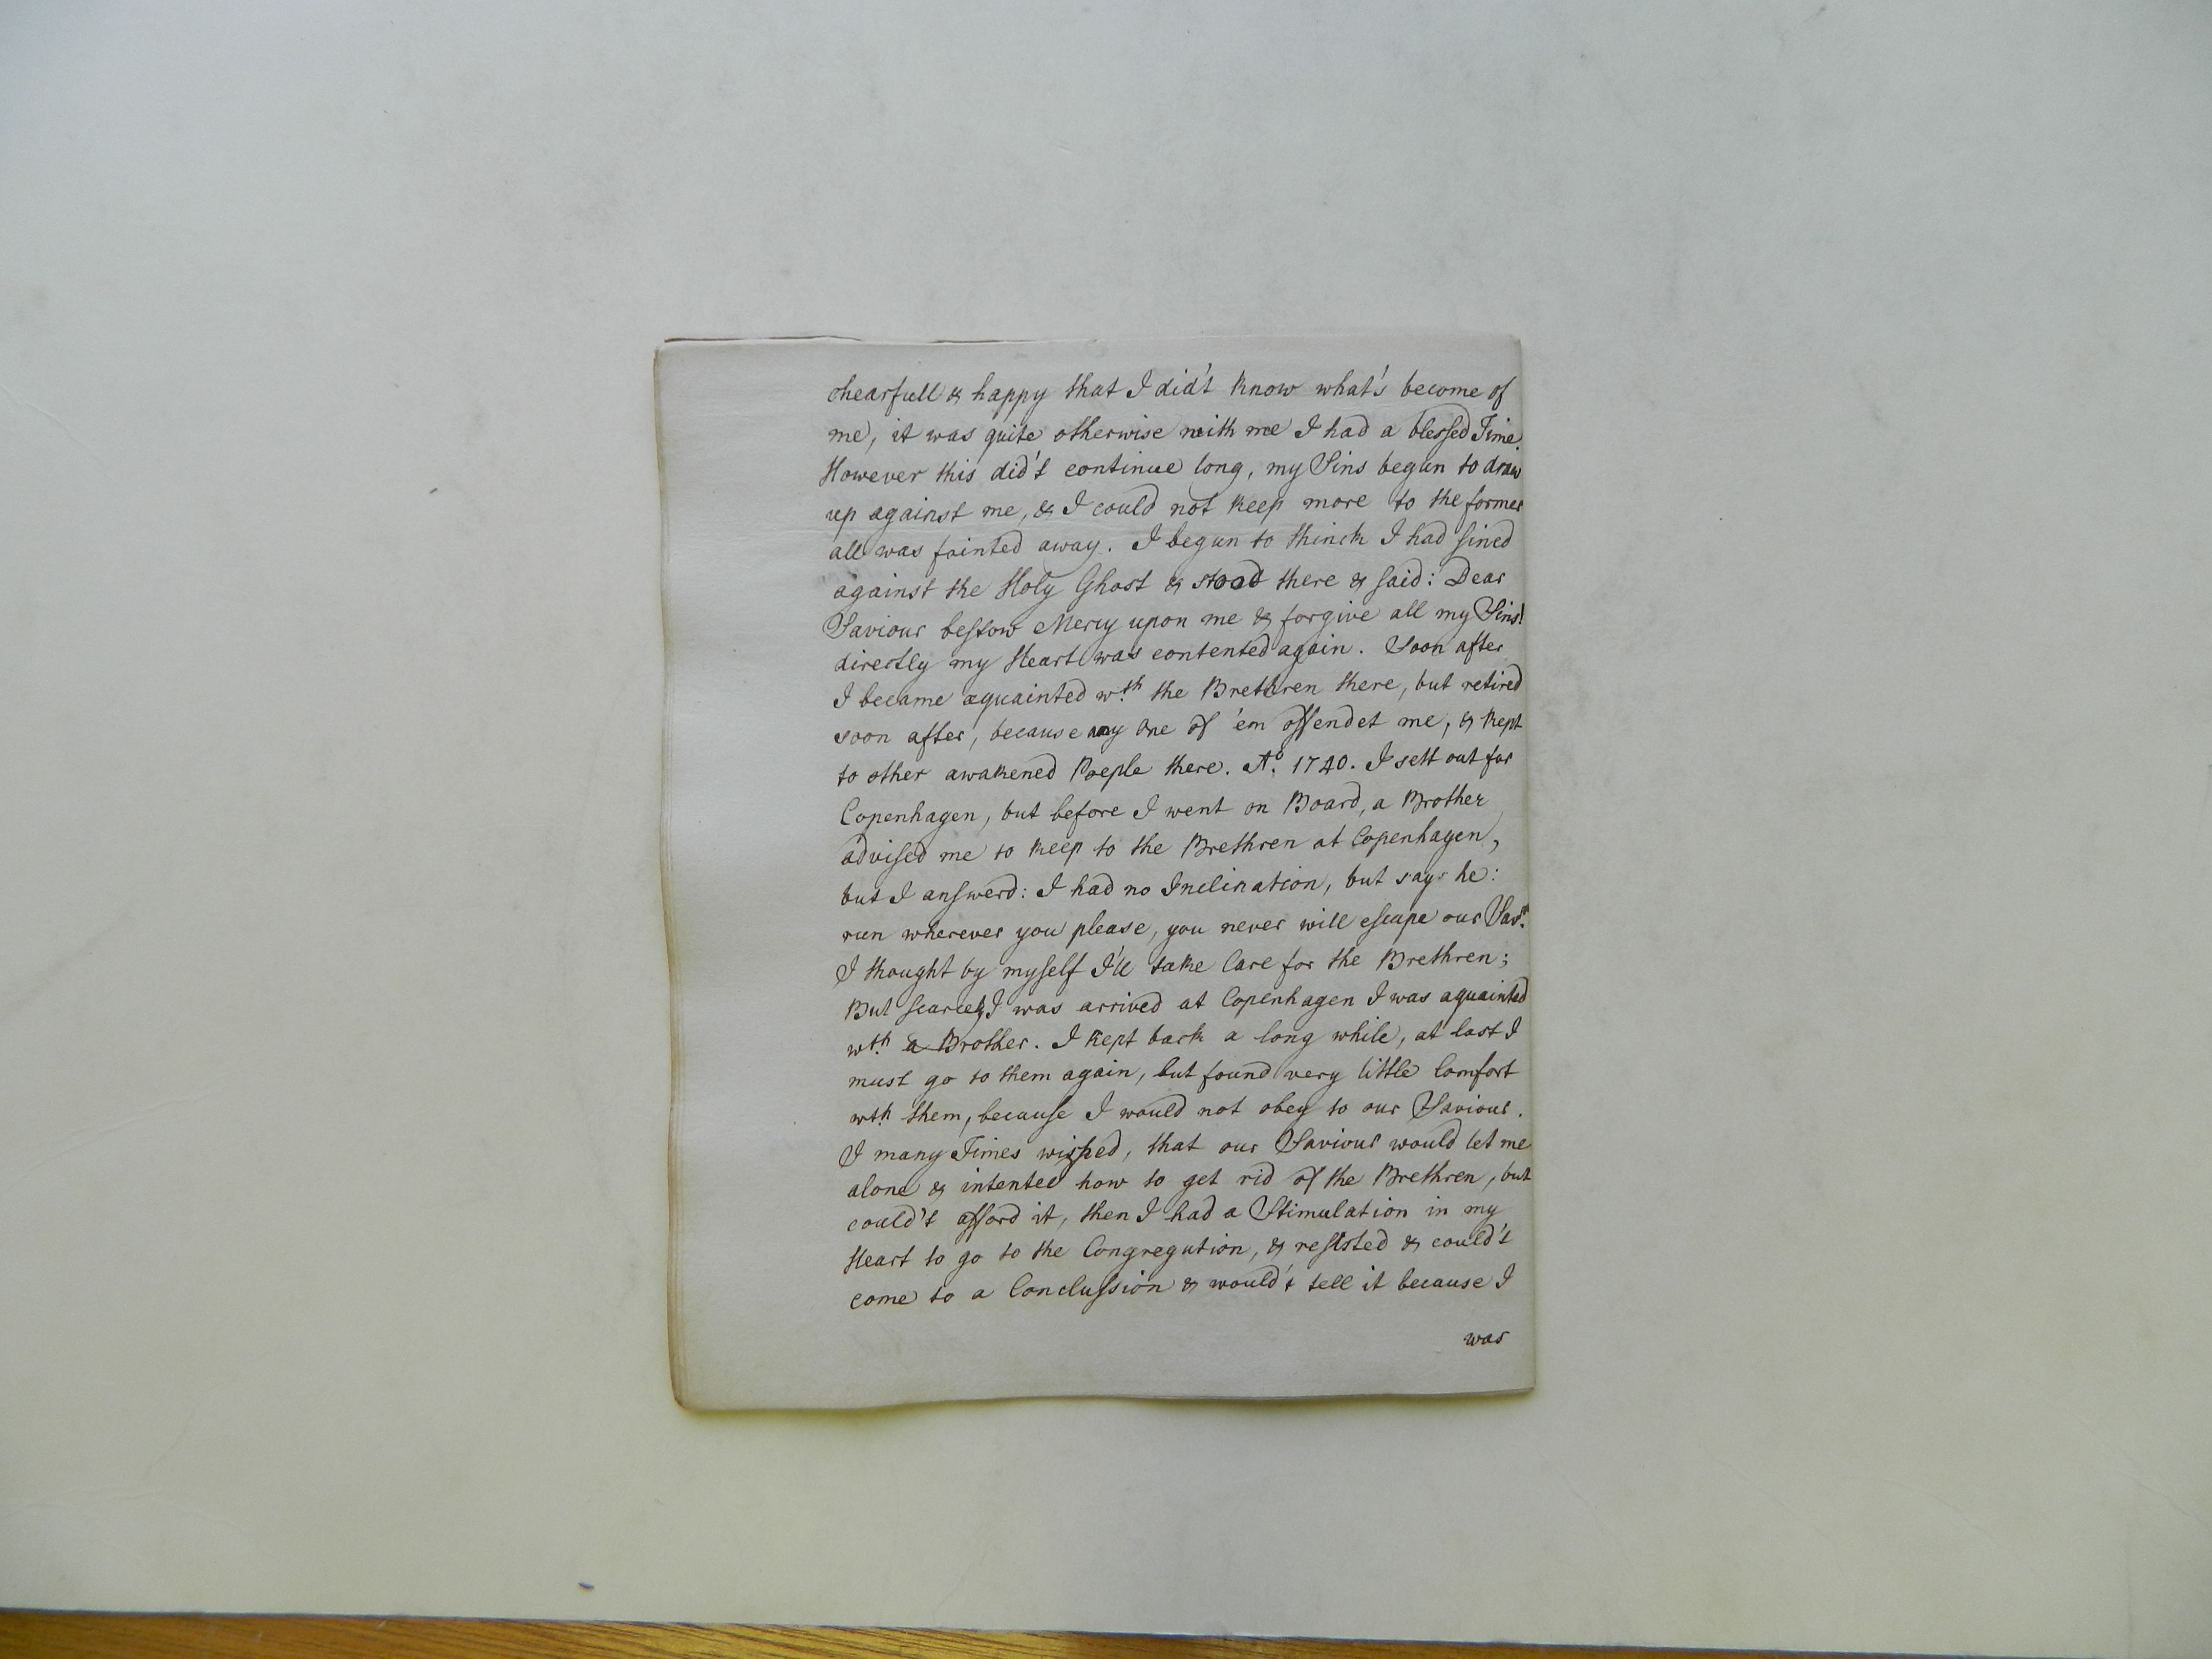 chearfull & happy that I did't know what's become of
me, it was quite otherwise with me I had a blessed Time.
However this did't continue long, my Sins begun to draw
up against me, & I could not keep more to the former
all was fainted away. I begun to thinck I had sined
against the Holy Ghost & stood there & said: Dear
Saviour bestow Mercy upon me & forgive all my Sins!
directly my Heart was contented again. Soon after
I became aquainted wth. the Brethren there, but retired
soon after, because any One of 'em offendet me, & kept
to other awakened Poeple there. Ao. 1740. I sett out for
Copenhagen, but before I went on Board, a Brother
advised me to keep to the Brethren at Copenhagen,
but I answerd: I had no Inclination, but says he:
run wherever you please, you never will escape our Savr.
I thought by myself I'll take Care for the Brethren;
But scarcely I was arrived at Copenhagen I was aquainted
wth. a Brother. I kept back a long while, at last I
must go to them again, but found very little Comfort
wth. them, because I would not obey to our Saviour.
I many Times wished, that our Saviour would let me
alone & intented how to get rid of the Brethren, but
could't afford it, then I had a Stimulation in my
Heart to go to the Congregation, & resisted & could't
come to a Conclussion & would't tell it because I
was